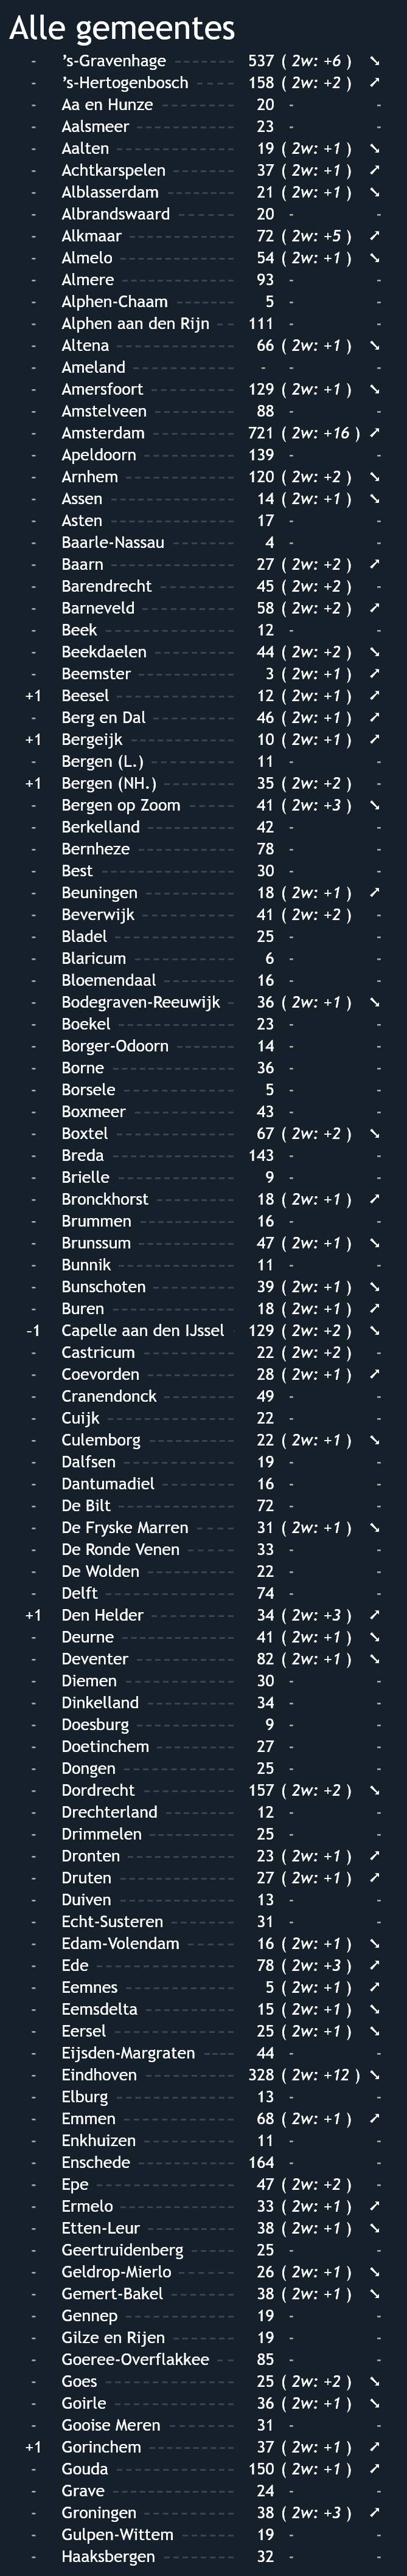 Alle gemeentes
- 's-Gravenhage 537 ( 2w: +6 ) ↘
- 's-Hertogenbosch 158 ( 2w: +2 ) ↗
- Aa en Hunze 20 - -
- Aalsmeer 23 - -
- Aalten 19 ( 2w: +1 ) ↘
- Achtkarspelen 37 ( 2w: +1 ) ↗
- Alblasserdam 21 ( 2w: +1 ) ↘
- Albrandswaard 20 - -
- Alkmaar 72 ( 2w: +5 ) ↗
- Almelo 54 ( 2w: +1 ) ↘
- Almere 93 - -
- Alphen-Chaam 5 - -
- Alphen aan den Rijn 111 - -
- Altena 66 ( 2w: +1 ) ↘
- Ameland - - -
- Amersfoort 129 ( 2w: +1 ) ↘
- Amstelveen 88 - -
- Amsterdam 721 ( 2w: +16 ) ↗
- Apeldoorn 139 - -
- Arnhem 120 ( 2w: +2 ) ↘
- Assen 14 ( 2w: +1 ) ↘
- Asten 17 - -
- Baarle-Nassau 4 - -
- Baarn 27 ( 2w: +2 ) ↗
- Barendrecht 45 ( 2w: +2 ) -
- Barneveld 58 ( 2w: +2 ) ↗
- Beek 12 - -
- Beekdaelen 44 ( 2w: +2 ) ↘
- Beemster 3 ( 2w: +1 ) ↗
+1 Beesel 12 ( 2w: +1 ) ↗
- Berg en Dal 46 ( 2w: +1 ) ↗
+1 Bergeijk 10 ( 2w: +1 ) ↗
- Bergen (L.) 11 - -
+1 Bergen (NH.) 35 ( 2w: +2 ) -
- Bergen op Zoom 41 ( 2w: +3 ) ↘
- Berkelland 42 - -
- Bernheze 78 - -
- Best 30 - -
- Beuningen 18 ( 2w: +1 ) ↗
- Beverwijk 41 ( 2w: +2 ) -
- Bladel 25 - -
- Blaricum 6 - -
- Bloemendaal 16 - -
- Bodegraven-Reeuwijk 36 ( 2w: +1 ) ↘
- Boekel 23 - -
- Borger-Odoorn 14 - -
- Borne 36 - -
- Borsele 5 - -
- Boxmeer 43 - -
- Boxtel 67 ( 2w: +2 ) ↘
- Breda 143 - -
- Brielle 9 - -
- Bronckhorst 18 ( 2w: +1 ) ↗
- Brummen 16 - -
- Brunssum 47 ( 2w: +1 ) ↘
- Bunnik 11 - -
- Bunschoten 39 ( 2w: +1 ) ↘
- Buren 18 ( 2w: +1 ) ↗
-1 Capelle aan den IJssel 129 ( 2w: +2 ) ↘
- Castricum 22 ( 2w: +2 ) -
- Coevorden 28 ( 2w: +1 ) ↗
- Cranendonck 49 - -
- Cuijk 22 - -
- Culemborg 22 ( 2w: +1 ) ↘
- Dalfsen 19 - -
- Dantumadiel 16 - -
- De Bilt 72 - -
- De Fryske Marren 31 ( 2w: +1 ) ↘
- De Ronde Venen 33 - -
- De Wolden 22 - -
- Delft 74 - -
+1 Den Helder 34 ( 2w: +3 ) ↗
- Deurne 41 ( 2w: +1 ) ↘
- Deventer 82 ( 2w: +1 ) ↘
- Diemen 30 - -
- Dinkelland 34 - -
- Doesburg 9 - -
- Doetinchem 27 - -
- Dongen 25 - -
- Dordrecht 157 ( 2w: +2 ) ↘
- Drechterland 12 - -
- Drimmelen 25 - -
- Dronten 23 ( 2w: +1 ) ↗
- Druten 27 ( 2w: +1 ) ↗
- Duiven 13 - -
- Echt-Susteren 31 - -
- Edam-Volendam 16 ( 2w: +1 ) ↘
- Ede 78 ( 2w: +3 ) ↗
- Eemnes 5 ( 2w: +1 ) ↗
- Eemsdelta 15 ( 2w: +1 ) ↘
- Eersel 25 ( 2w: +1 ) ↘
- Eijsden-Margraten 44 - -
- Eindhoven 328 ( 2w: +12 ) ↘
- Elburg 13 - -
- Emmen 68 ( 2w: +1 ) ↗
- Enkhuizen 11 - -
- Enschede 164 - -
- Epe 47 ( 2w: +2 ) -
- Ermelo 33 ( 2w: +1 ) ↗
- Etten-Leur 38 ( 2w: +1 ) ↘
- Geertruidenberg 25 - -
- Geldrop-Mierlo 26 ( 2w: +1 ) ↘
- Gemert-Bakel 38 ( 2w: +1 ) ↘
- Gennep 19 - -
- Gilze en Rijen 19 - -
- Goeree-Overflakkee 85 - -
- Goes 25 ( 2w: +2 ) ↘
- Goirle 36 ( 2w: +1 ) ↘
- Gooise Meren 31 - -
+1 Gorinchem 37 ( 2w: +1 ) ↗
- Gouda 150 ( 2w: +1 ) ↗
- Grave 24 - -
- Groningen 38 ( 2w: +3 ) ↗
- Gulpen-Wittem 19 - -
- Haaksbergen 32 - -